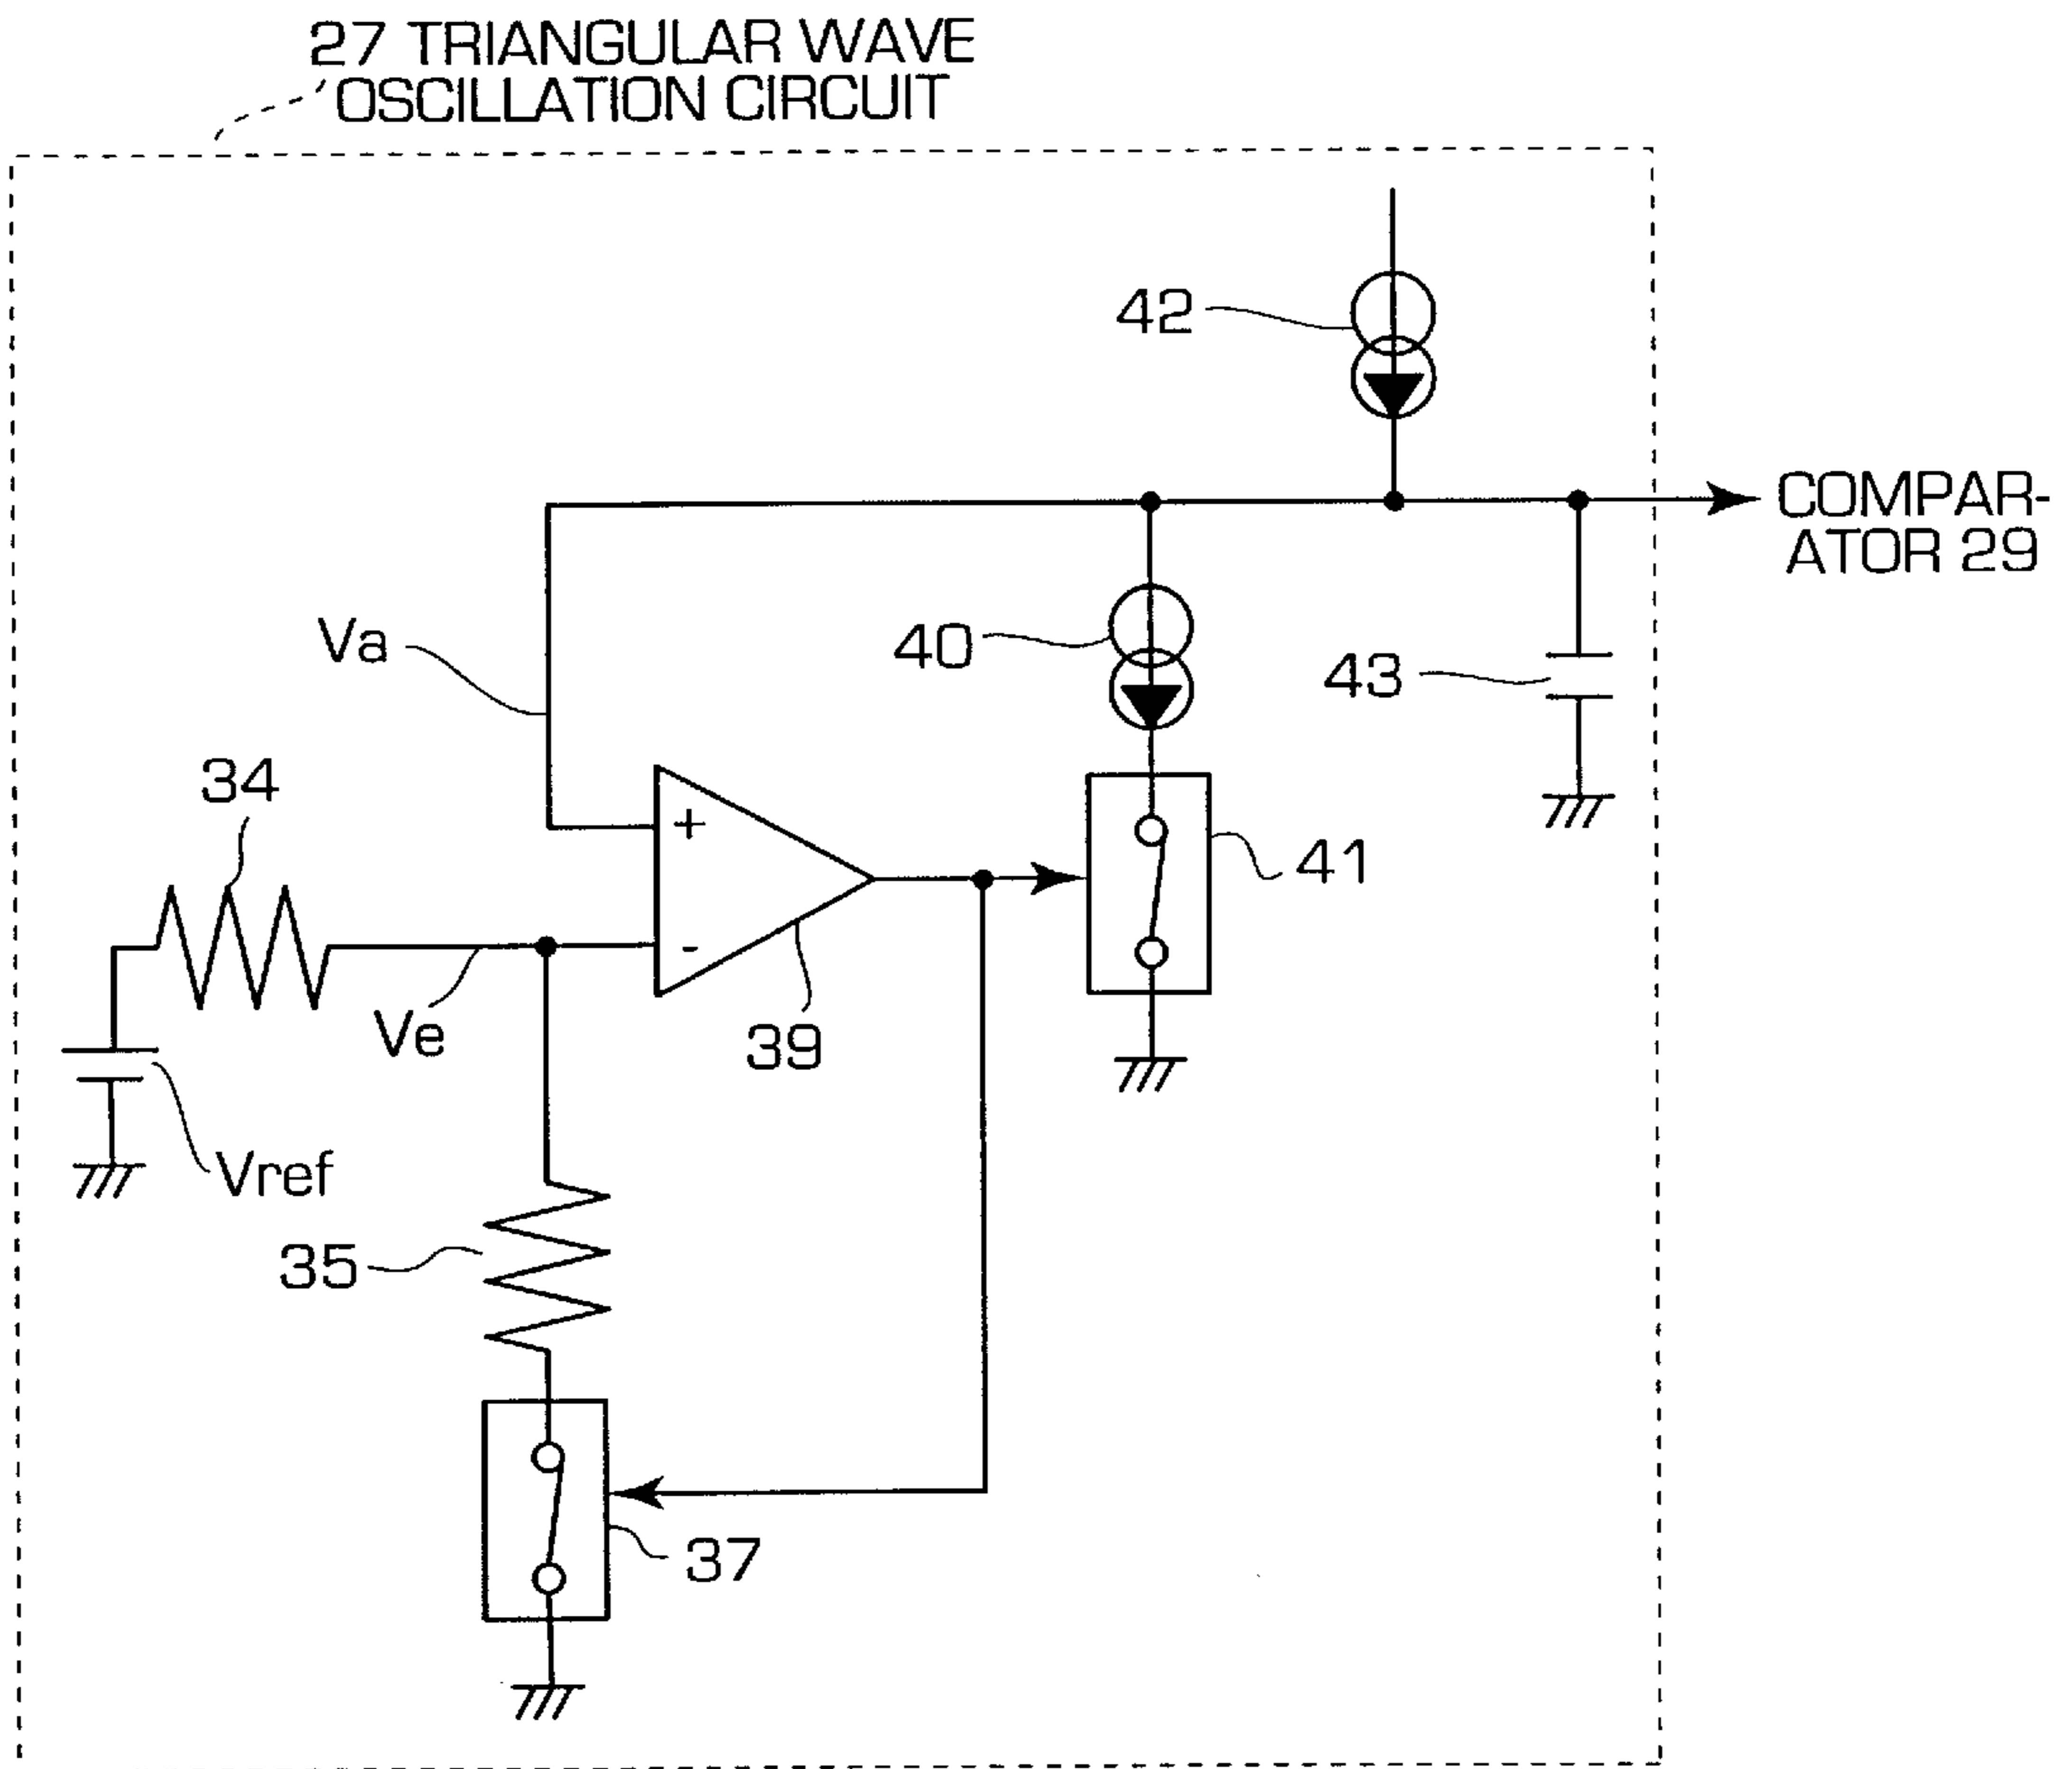 27 TRIANGULAR WAVE
OSCILLATION CIRCUIT
42
COMPAR-
ATOR 29
Va
40
43
34
+
41
-
Ve
39
Vref
35
37